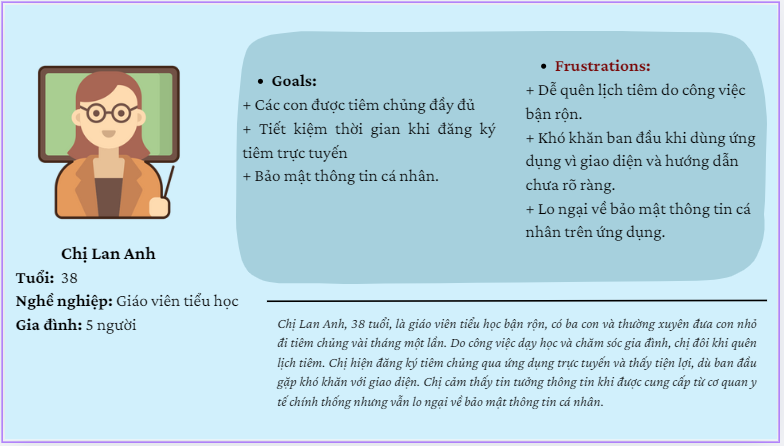 Chị Lan Anh
Tuổi: 38
Nghề nghiệp: Giáo viên tiểu học
Gia đình: 5 người
• Goals:
+ Các con được tiêm chủng đầy đủ
+ Tiết kiệm thời gian khi đăng ký
tiêm trực tuyến
+ Bảo mật thông tin cá nhân.
• Frustrations:
+ Dễ quên lịch tiêm do công việc
bận rộn.
+ Khó khăn ban đầu khi dùng ứng
dụng vì giao diện và hướng dẫn
chưa rõ ràng.
+ Lo ngại về bảo mật thông tin cá
nhân trên ứng dụng.
Chị Lan Anh, 38 tuổi, là giáo viên tiểu học bận rộn, có ba con và thường xuyên đưa con nhỏ
đi tiêm chủng vài tháng một lần. Do công việc dạy học và chăm sóc gia đình, chị đôi khi quên
lịch tiêm. Chị hiện đăng ký tiêm chủng qua ứng dụng trực tuyến và thấy tiện lợi, dù ban đầu
gặp khó khăn với giao diện. Chị cảm thấy tin tưởng thông tin khi được cung cấp từ cơ quan y
tế chính thống nhưng vẫn lo ngại về bảo mật thông tin cá nhân.